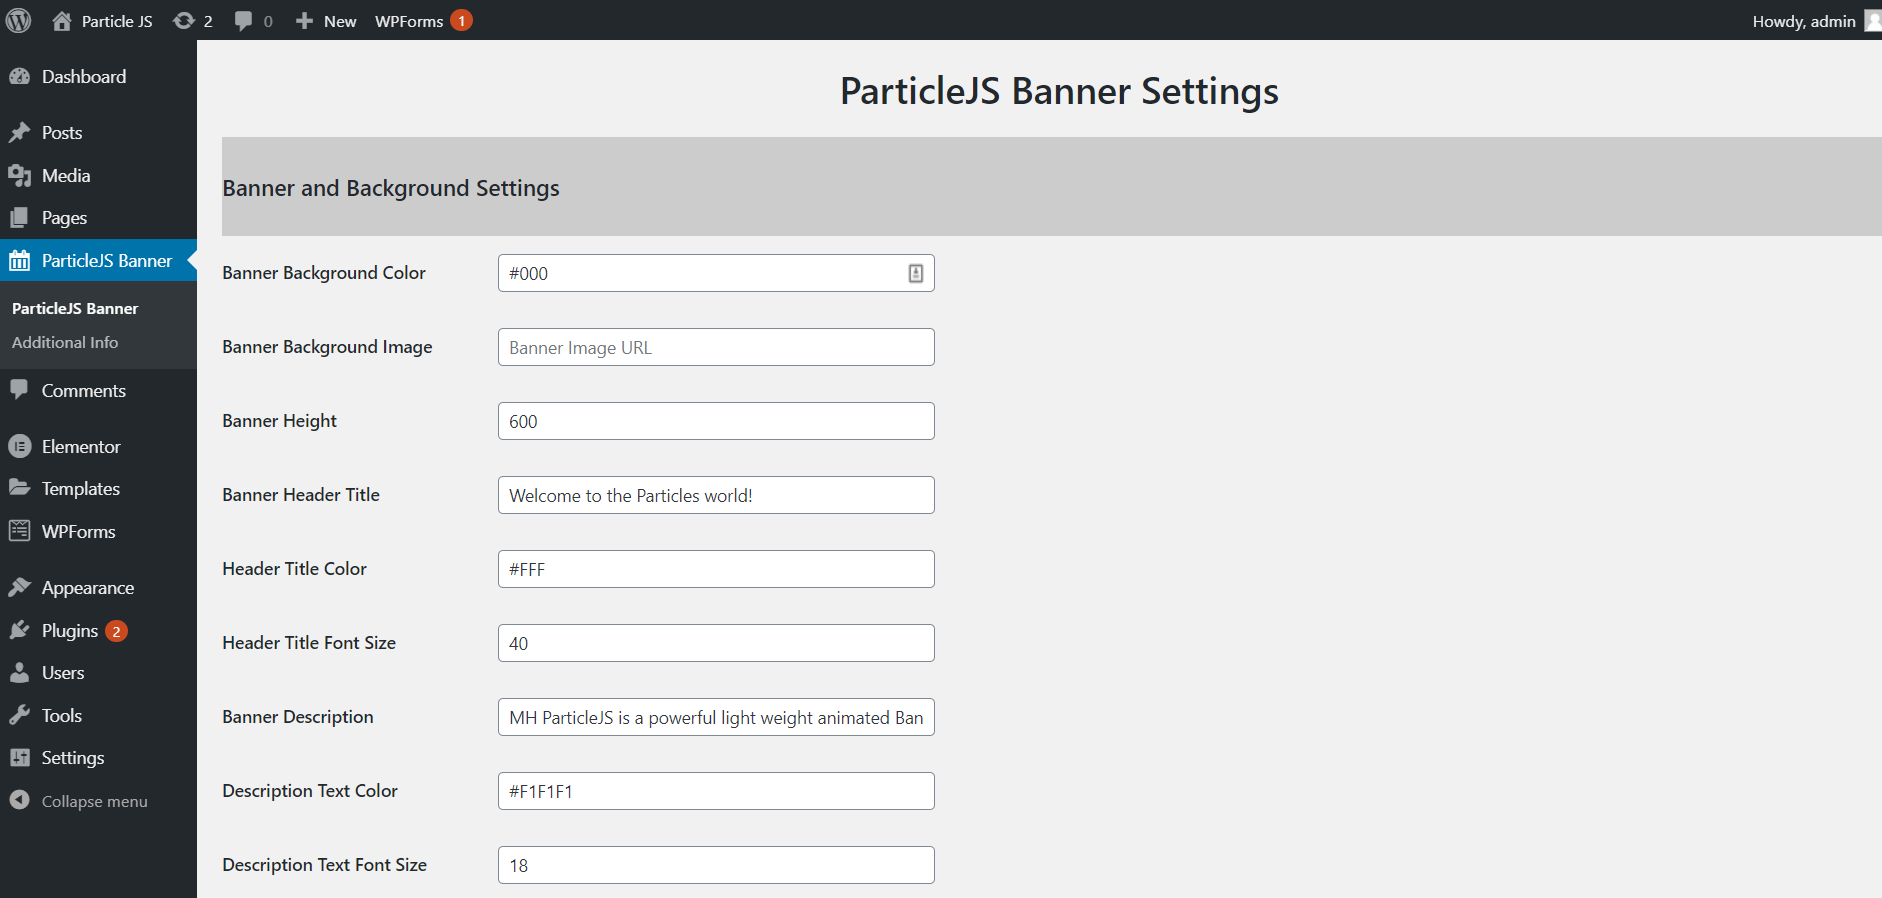 Particle JS 2 0 New WPForms 1 Howdy, admin
Dashboard
Posts
Media
Pages
ParticleJS Banner
ParticleJS Banner
Additional Info
Comments
Elementor
Templates
WPForms
Appearance
Plugins 2
Users
Tools
Settings
Collapse menu
ParticleJS Banner Settings
Banner and Background Settings
Banner Background Color #000
Banner Background Image Banner Image URL
Banner Height 600
Banner Header Title Welcome to the Particles world!
Header Title Color #FFF
Header Title Font Size 40
Banner Description MH ParticleJS is a powerful light weight animated Ban
Description Text Color #F1F1F1
Description Text Font Size 18